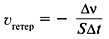 v_гетер = − Δν / SΔt